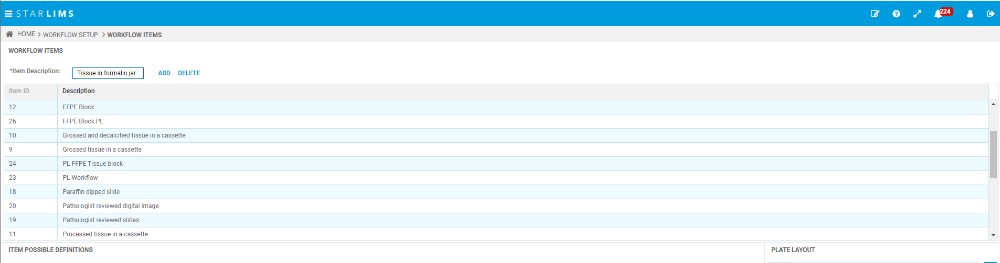 STARLIMS
224
HOME > WORKFLOW SETUP > WORKFLOW ITEMS
WORKFLOW ITEMS
*Item Description: Tissue in formalin jar ADD DELETE
Item ID Description
12 FFPE Block
26 FFPE Block PL
10 Grossed and decalcified tissue in a cassette
9 Grossed tissue in a cassette
24 PL FFPE Tissue block
23 PL Workflow
18 Paraffin dipped slide
20 Pathologist reviewed digital image
19 Pathologist reviewed slides
11 Processed tissue in a cassette
ITEM POSSIBLE DEFINITIONS PLATE LAYOUT